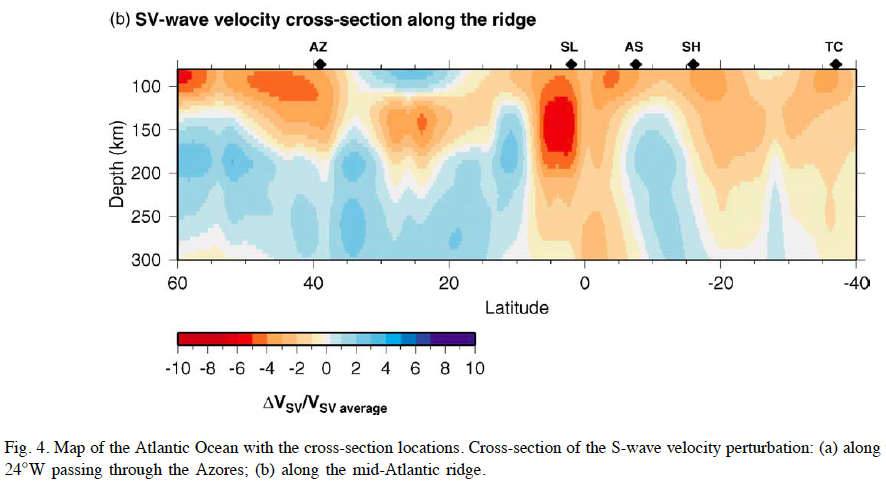 (b) SV-wave velocity cross-section along the ridge
AZ SL AS SH TC
100
150
200
250
300
Depth (km)
60 40 20 0 -20 -40
Latitude
-10 -8 -6 -4 -2 0 2 4 6 8 10
ΔVSV/VSV average
Fig. 4. Map of the Atlantic Ocean with the cross-section locations. Cross-section of the S-wave velocity perturbation: (a) along
24°W passing through the Azores; (b) along the mid-Atlantic ridge.